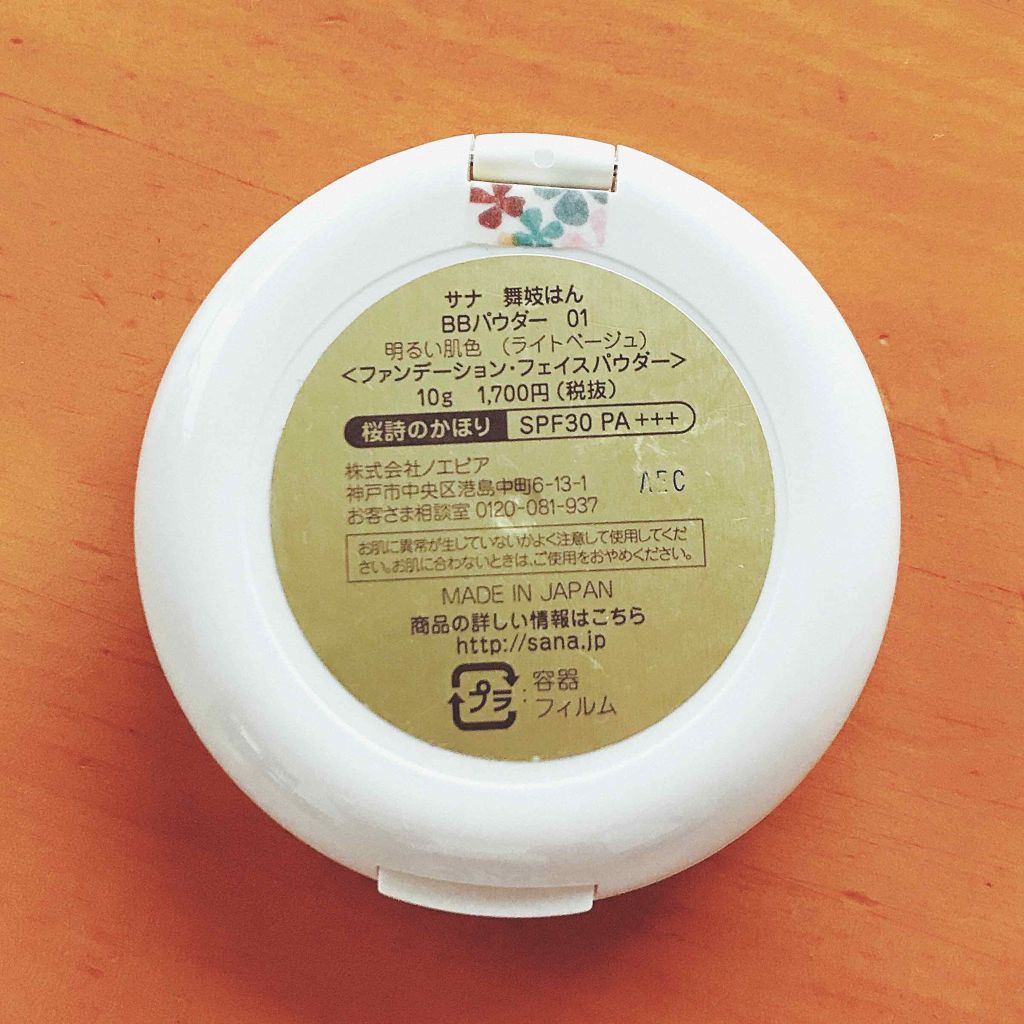 サナ 舞妓はん
BBパウダー 01
明るい肌色 （ライトベージュ）
<ファンデーション・フェイスパウダー>
10g 1,700円（税抜）
桜詩のかほり SPF30 PA+++
株式会社ノエビア
神戸市中央区港島中町6-13-1
お客さま相談室 0120-081-937
AEC
お肌に異常が生じていないかよく注意して使用してくだ
さい。お肌に合わないときは、ご使用をおやめください。
MADE IN JAPAN
商品の詳しい情報はこちら
http://sana.jp
プラ : 容器
フィルム